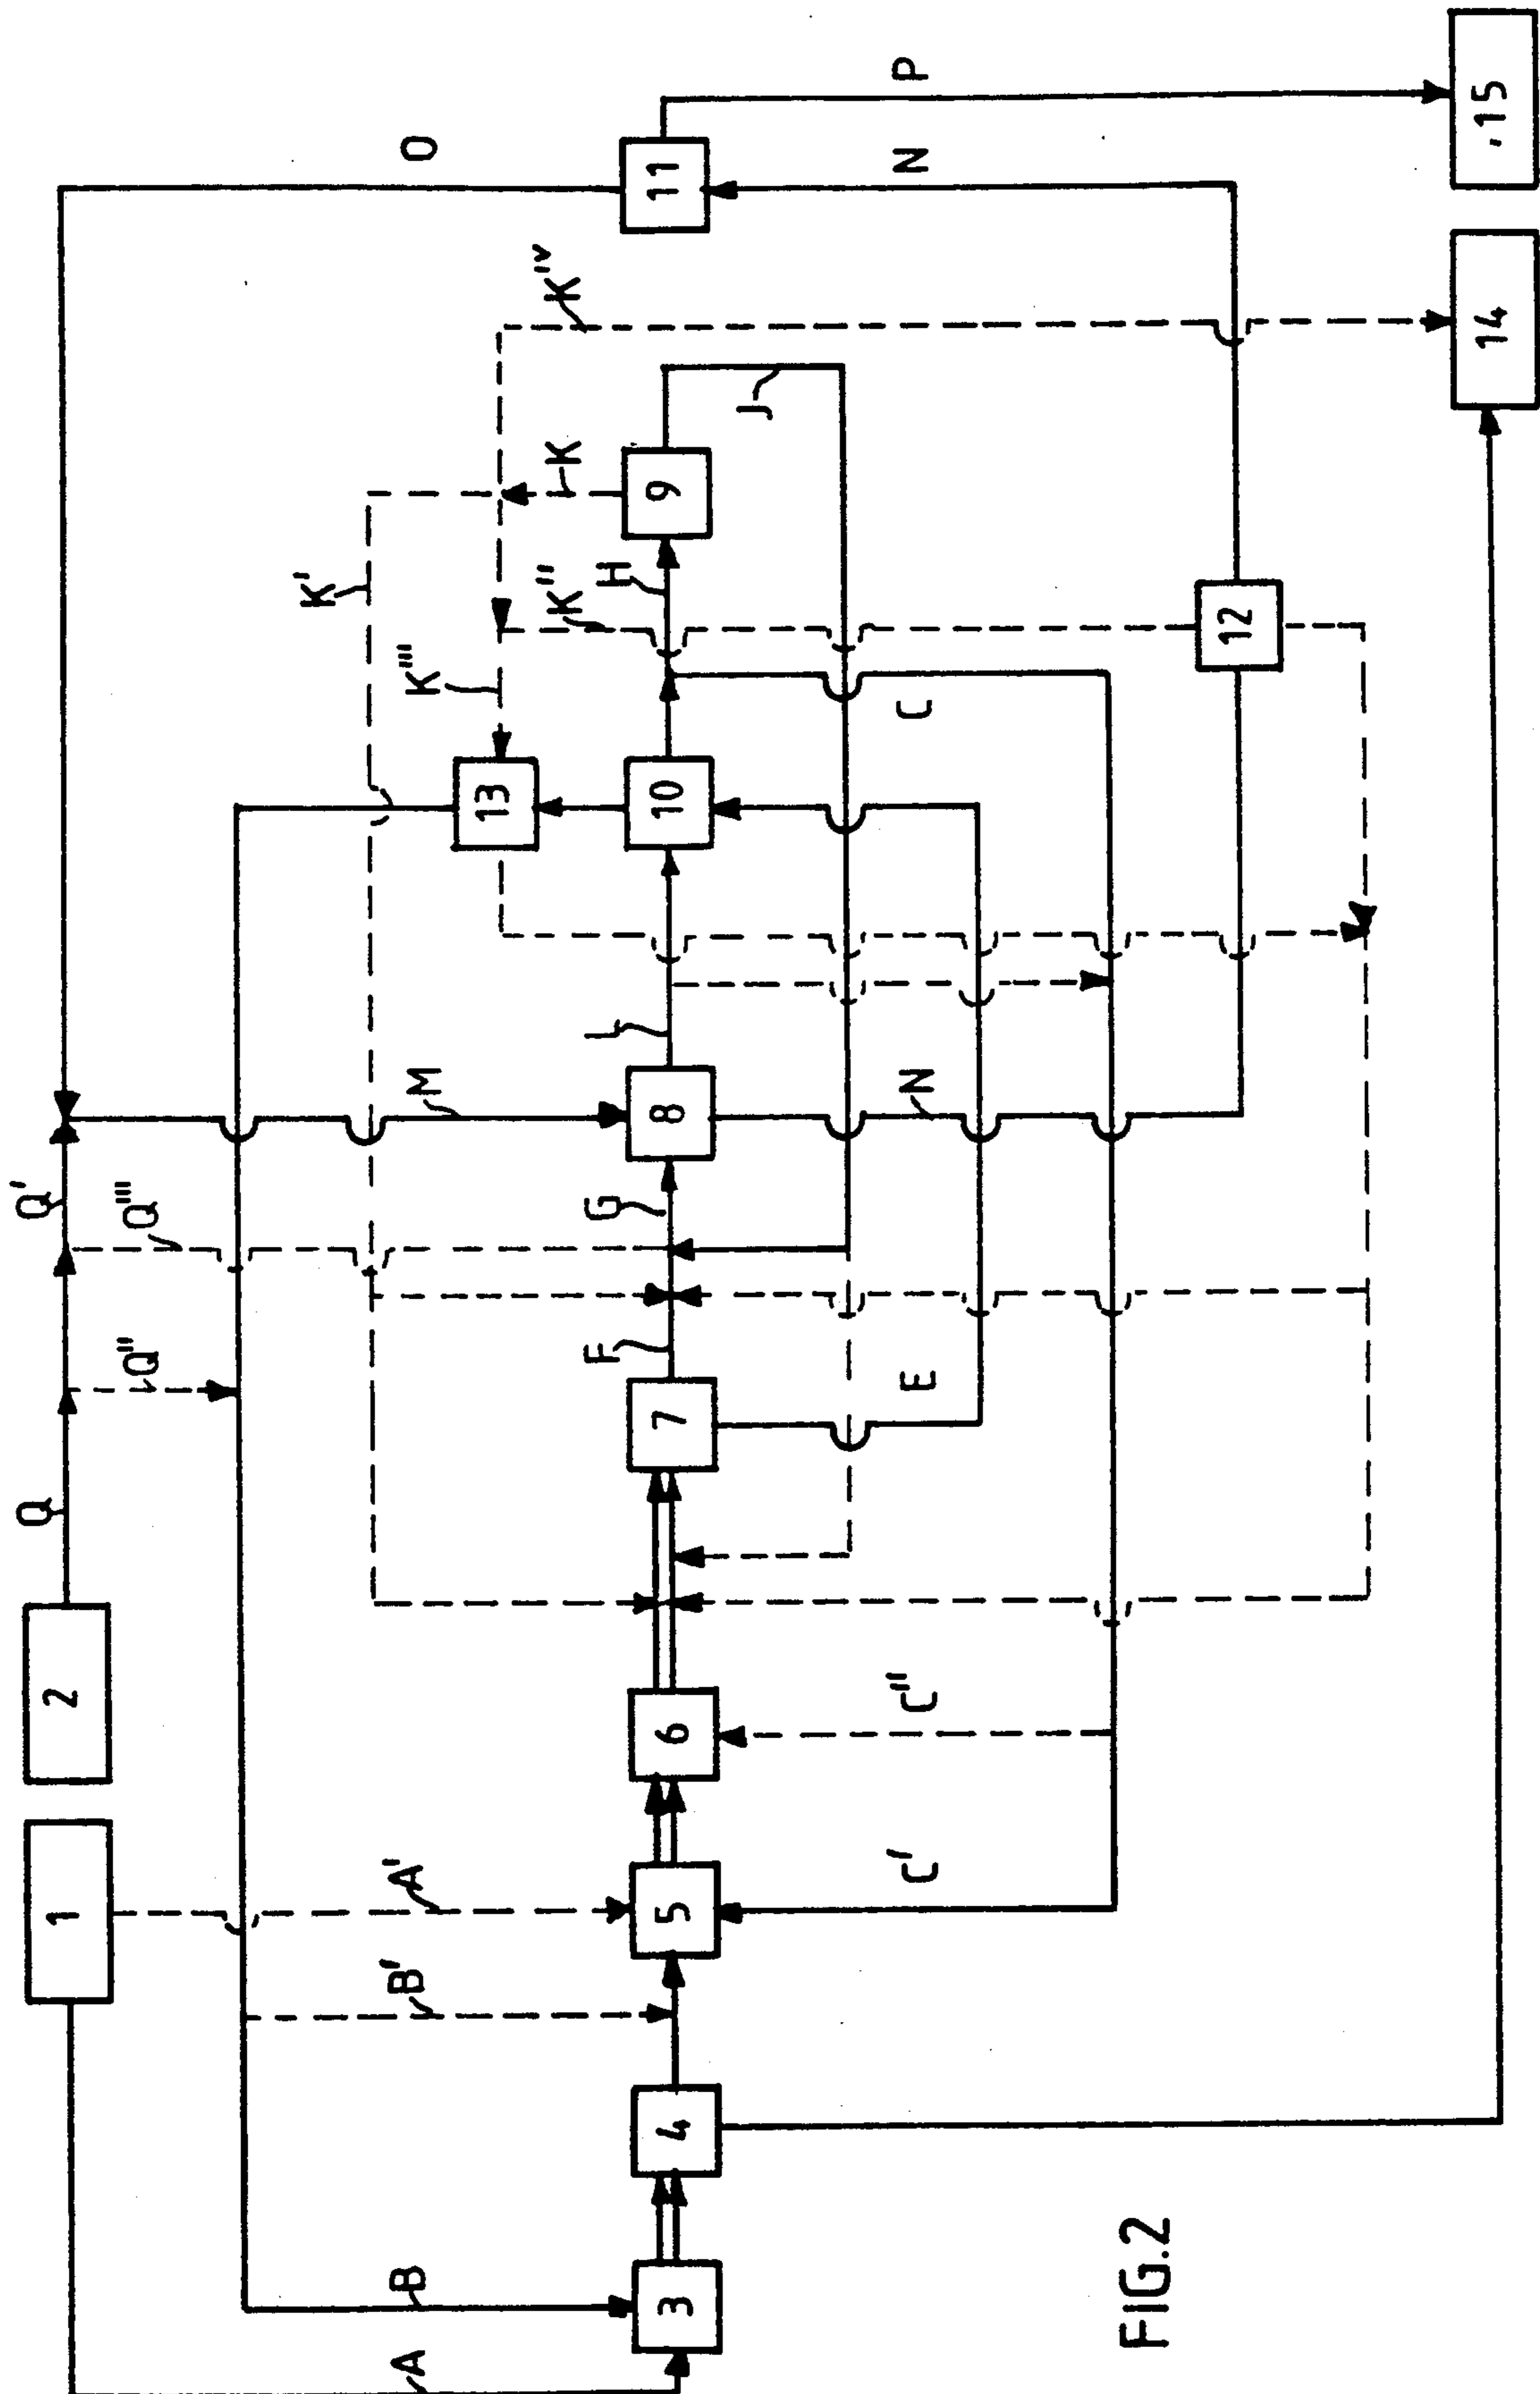 Q Q'
1 2
Q'' Q'''
K'
A B B' A' M K''' O
13
K'' K K'ᵛ
F G L H
3 4 5 6 7 8 10 9 11
J
C' C'' E N C N P
FIG.2
12
14 ,15